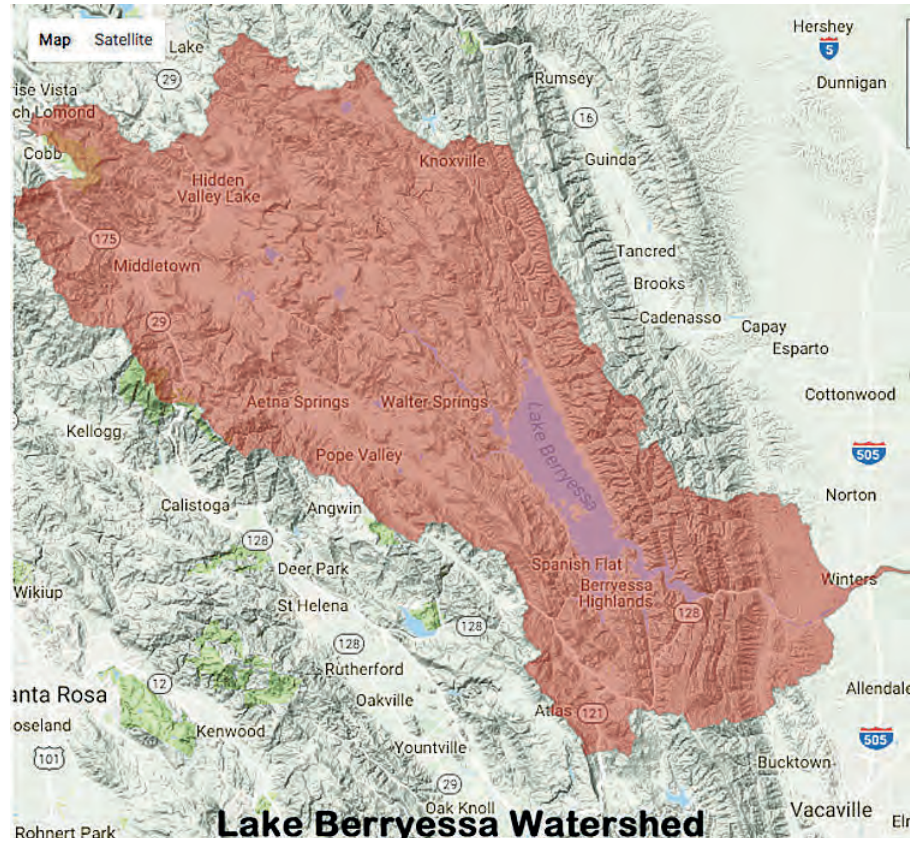 Map Satellite
Lake
29
Hershey
5
Dunnigan
Rumsey
rise Vista
ch Lomond
16
Cobb
Guinda
Knoxville
Hidden
Valley Lake
175
Tancred
Middletown
Brooks
29
Cadenasso
Capay
Esparto
Aetna Springs
Walter Springs
Cottonwood
Lake Berryessa
Kellogg
Pope Valley
505
Calistoga
Angwin
Norton
128
Deer Park
Spanish Flat
Berryessa
Highlands
Winters
Wikiup
St Helena
128
128
128
Rutherford
12
anta Rosa
Oakville
Atlas
121
Allendale
oseland
Kenwood
505
101
Yountville
Bucktown
29
Oak Knoll
Vacaville
Lake Berryessa Watershed
Rohnert Park
Elr